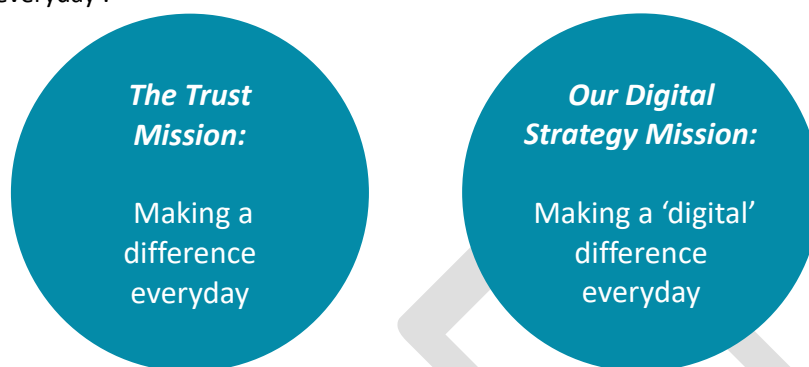 everyday'.
The Trust
Mission:
Making a
difference
everyday
Our Digital
Strategy Mission:
Making a ‘digital’
difference
everyday